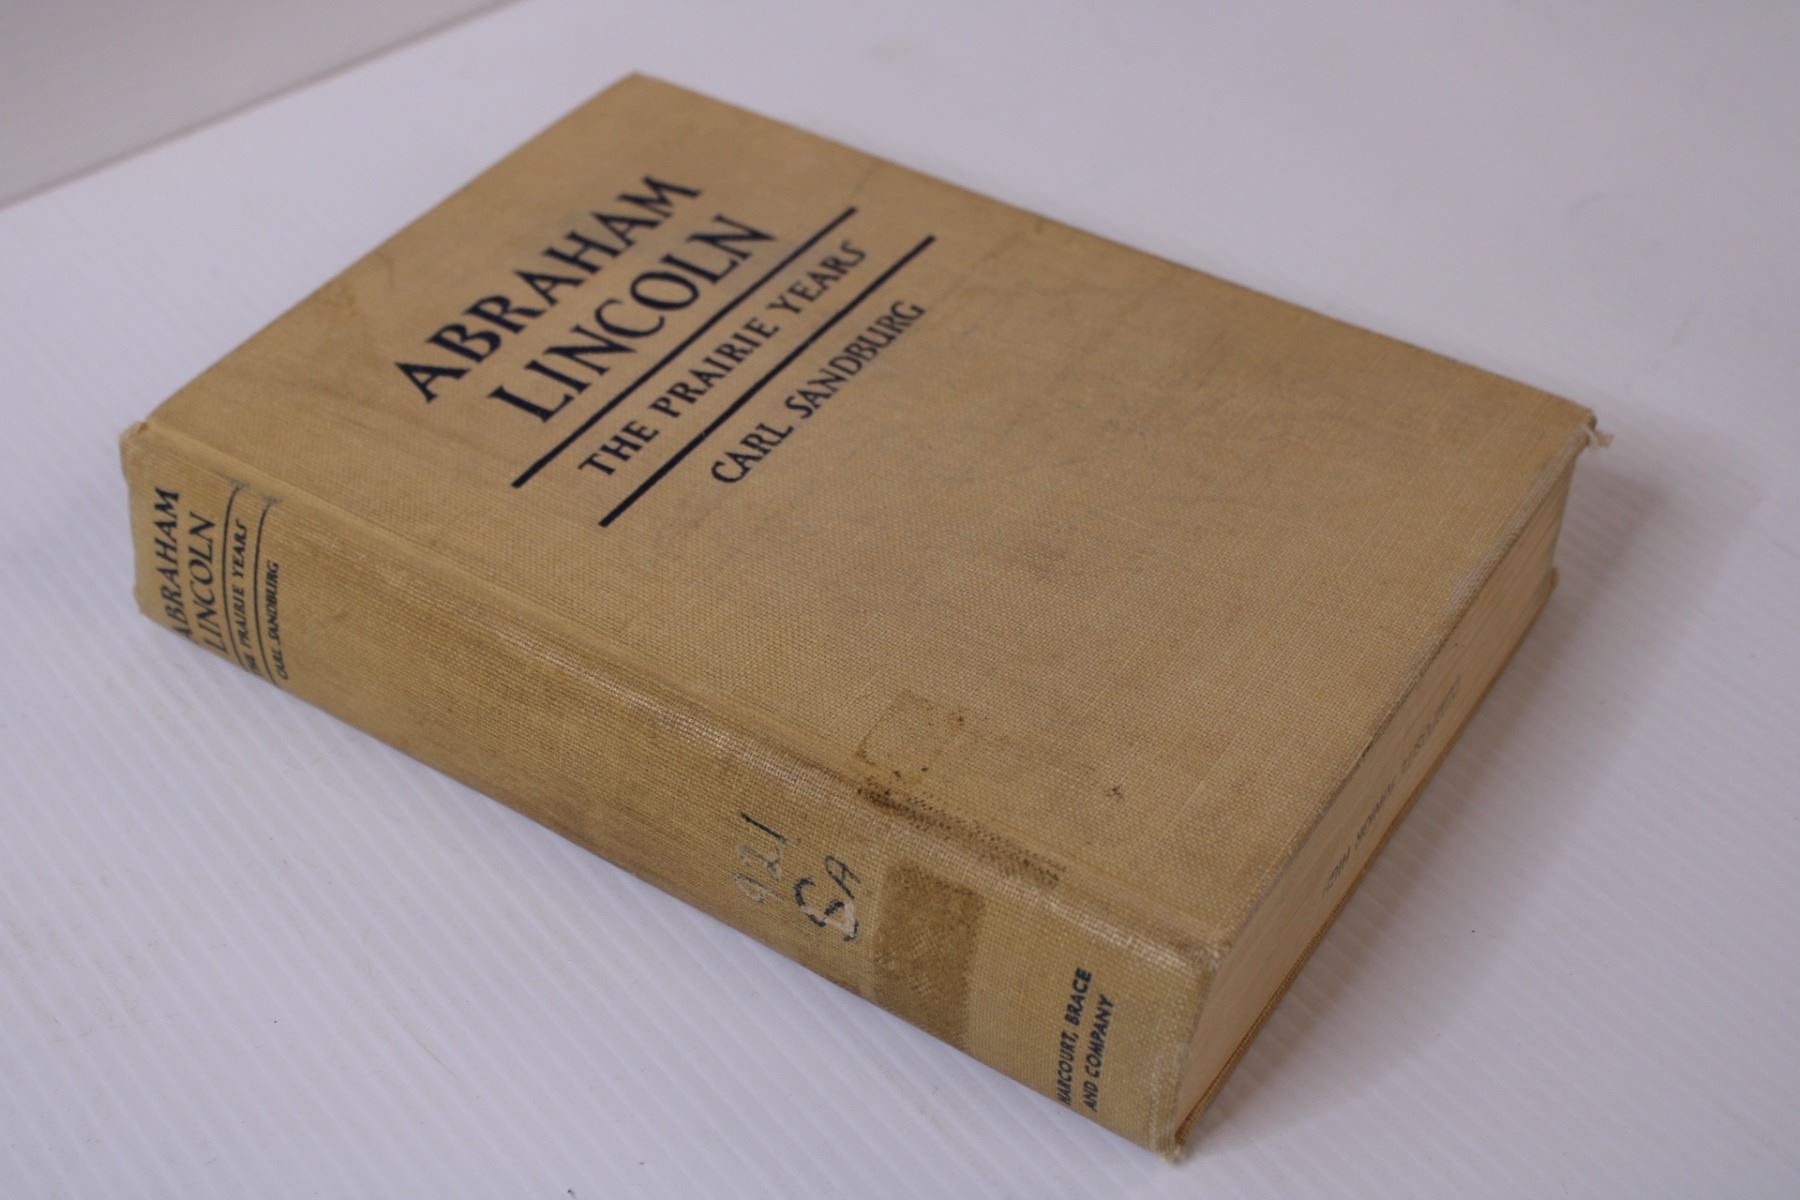 ABRAHAM
LINCOLN
THE PRAIRIE YEARS
CARL SANDBURG
ABRAHAM
LINCOLN
THE PRAIRIE YEARS
CARL SANDBURG
921
SA
HARCOURT, BRACE
AND COMPANY